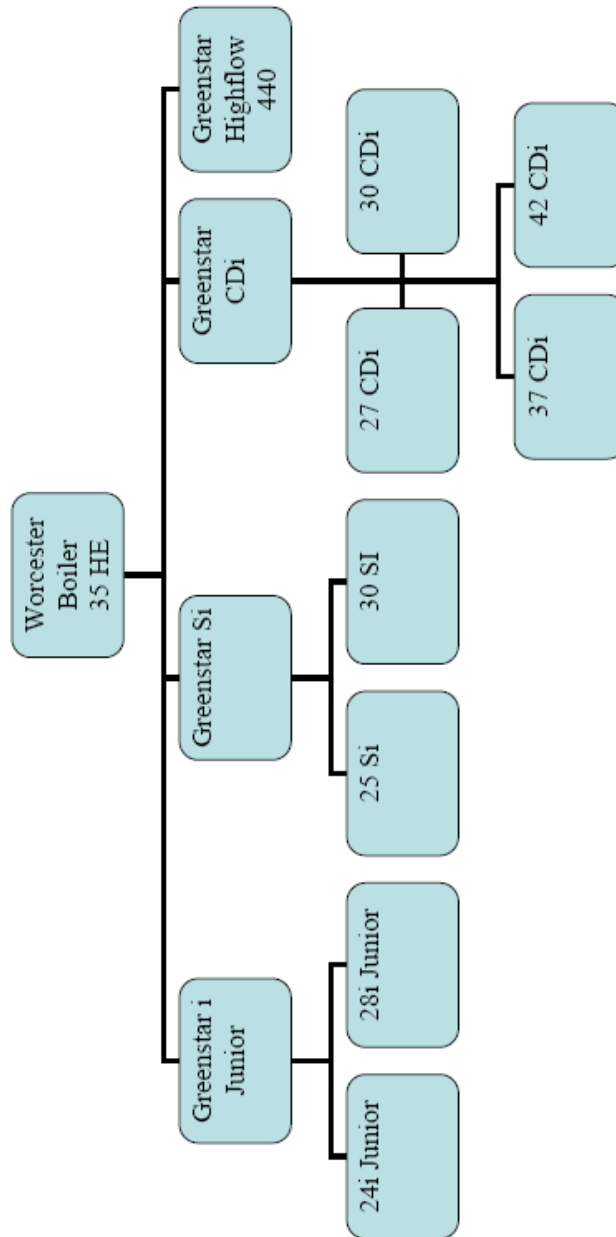 Worcester
Boiler
35 HE
Greenstar i
Junior
Greenstar Si
Greenstar
CDi
Greenstar
Highflow
440
24i Junior
28i Junior
25 Si
30 SI
27 CDi
30 CDi
37 CDi
42 CDi